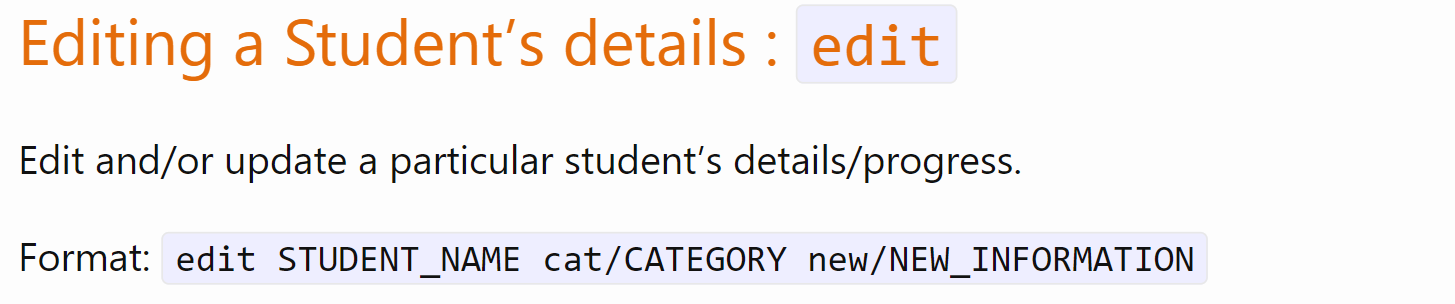 Editing a Student’s details : edit
Edit and/or update a particular student’s details/progress.
Format: edit STUDENT_NAME cat/CATEGORY new/NEW_INFORMATION